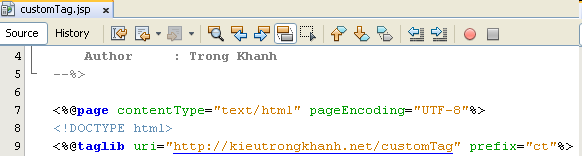 customTag.jsp
Source History
4 Author : Trong Khanh
5 --%>
6
7 <%@page contentType="text/html" pageEncoding="UTF-8"%>
8 <!DOCTYPE html>
9 <%@taglib uri="http://kieutrongkhanh.net/customTag" prefix="ct"%>